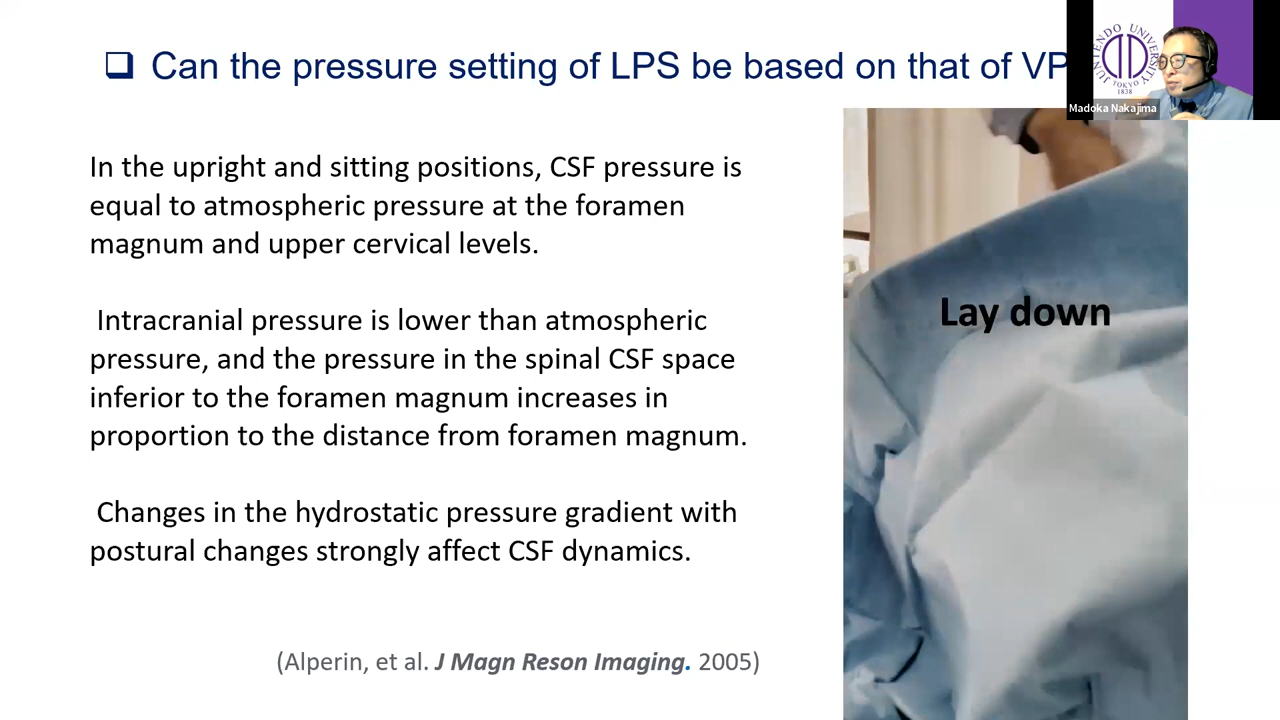 ❑ Can the pressure setting of LPS be based on that of VP
JUNTENDO UNIVERSITY
TOKYO
1838
Madoka Nakajima
In the upright and sitting positions, CSF pressure is
equal to atmospheric pressure at the foramen
magnum and upper cervical levels.
Intracranial pressure is lower than atmospheric
pressure, and the pressure in the spinal CSF space
inferior to the foramen magnum increases in
proportion to the distance from foramen magnum.
Changes in the hydrostatic pressure gradient with
postural changes strongly affect CSF dynamics.
(Alperin, et al. J Magn Reson Imaging. 2005)
Lay down